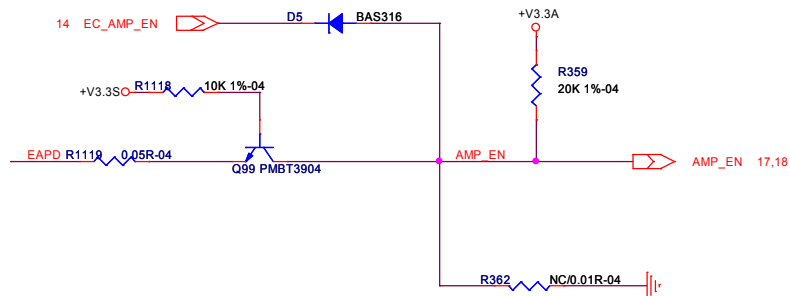 14 EC_AMP_EN
D5 BAS316
+V3.3A
R359
20K 1%-04
+V3.3S
R1118 10K 1%-04
EAPD R1119 0.05R-04
Q99 PMBT3904
AMP_EN
AMP_EN 17,18
R362 NC/0.01R-04